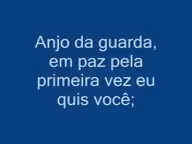 Anjo da guarda,
em paz pela
primeira vez eu
quis você;